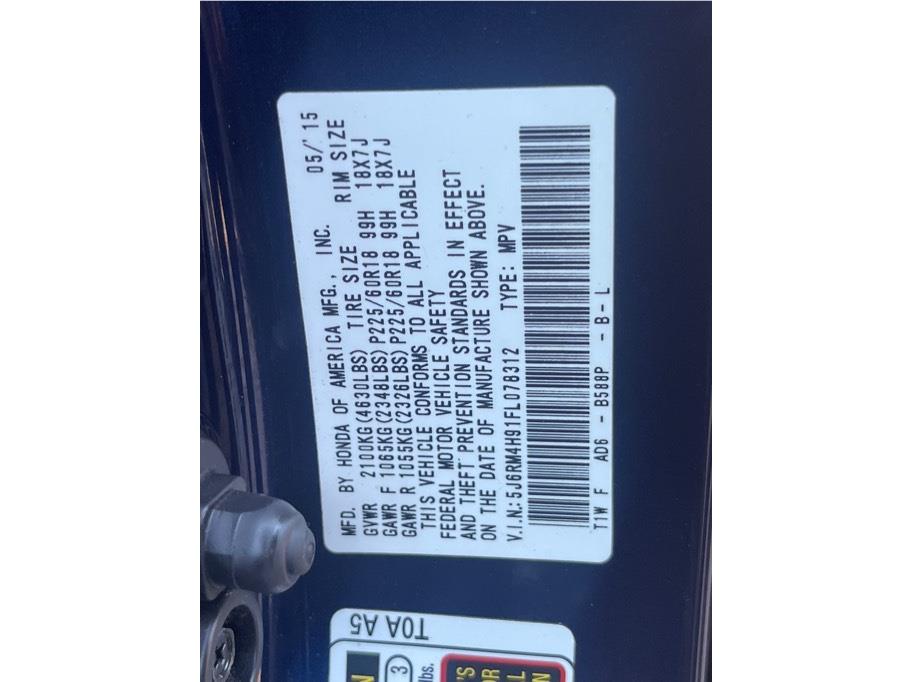 MFD. BY HONDA OF AMERICA MFG., INC. 05/'15
GVWR 2100KG(4630LBS) TIRE SIZE RIM SIZE
GAWR F 1065KG(2348LBS) P225/60R18 99H 18X7J
GAWR R 1055KG(2326LBS) P225/60R18 99H 18X7J
THIS VEHICLE CONFORMS TO ALL APPLICABLE
FEDERAL MOTOR VEHICLE SAFETY
AND THEFT PREVENTION STANDARDS IN EFFECT
ON THE DATE OF MANUFACTURE SHOWN ABOVE.
V.I.N.:5J6RM4H91FL078312 TYPE: MPV
T1W F AD6 - B588P - B - L
T0A A5
3
lbs.
'S
OR
L
N
N